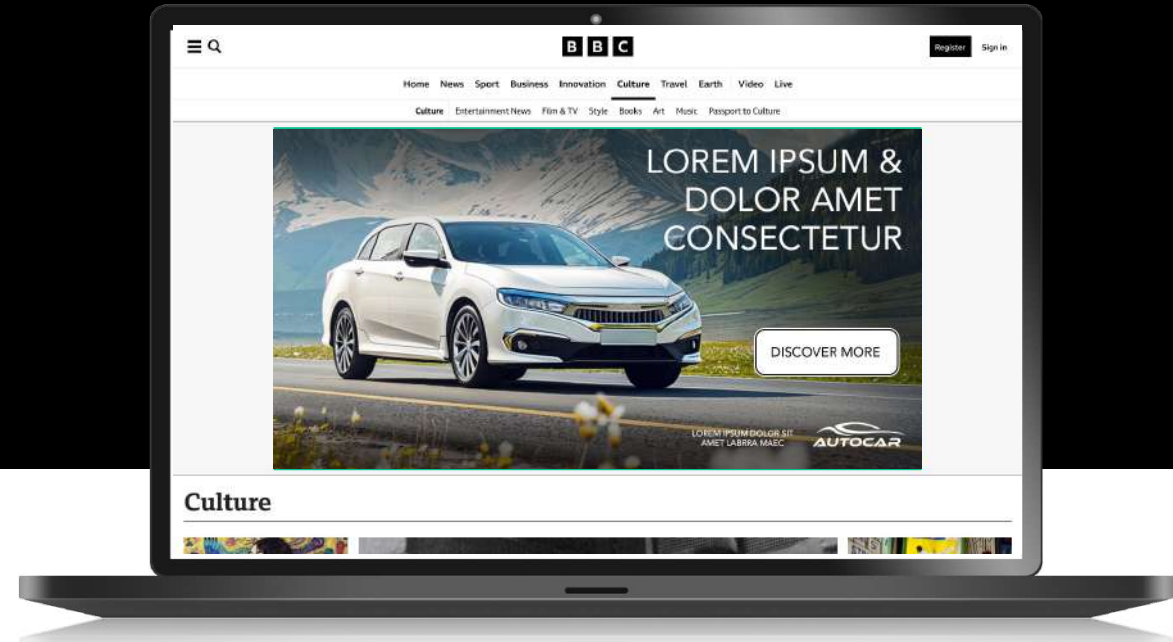 BBC
Register Sign in
Home News Sport Business Innovation Culture Travel Earth Video Live
Culture Entertainment News Film & TV Style Books Art Music Passport to Culture
LOREM IPSUM &
DOLOR AMET
CONSECTETUR
DISCOVER MORE
LOREM IPSUM DOLOR SIT
AMET LABRRA MAEC
AUTOCAR
Culture